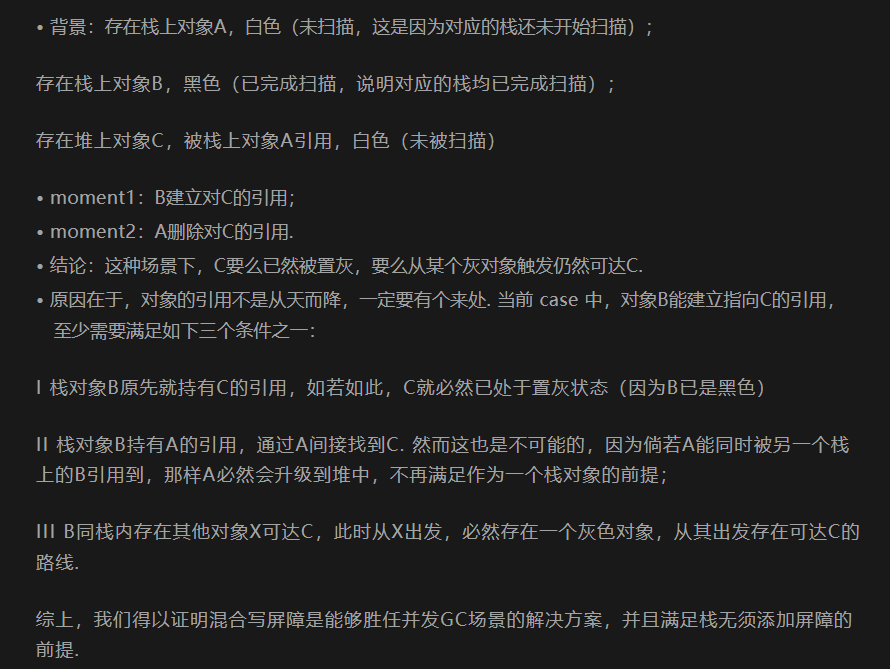 • 背景：存在栈上对象A，白色（未扫描，这是因为对应的栈还未开始扫描）；
存在栈上对象B，黑色（已完成扫描，说明对应的栈均已完成扫描）；
存在堆上对象C，被栈上对象A引用，白色（未被扫描）
• moment1：B建立对C的引用；
• moment2：A删除对C的引用.
• 结论：这种场景下，C要么已然被置灰，要么从某个灰对象触发仍然可达C.
• 原因在于，对象的引用不是从天而降，一定要有个来处. 当前 case 中，对象B能建立指向C的引用，
至少需要满足如下三个条件之一：
I 栈对象B原先就持有C的引用，如若如此，C就必然已处于置灰状态（因为B已是黑色）
II 栈对象B持有A的引用，通过A间接找到C. 然而这也是不可能的，因为倘若A能同时被另一个栈
上的B引用到，那样A必然会升级到堆中，不再满足作为一个栈对象的前提；
III B同栈内存在其他对象X可达C，此时从X出发，必然存在一个灰色对象，从其出发存在可达C的
路线.
综上，我们得以证明混合写屏障是能够胜任并发GC场景的解决方案，并且满足栈无须添加屏障的
前提.